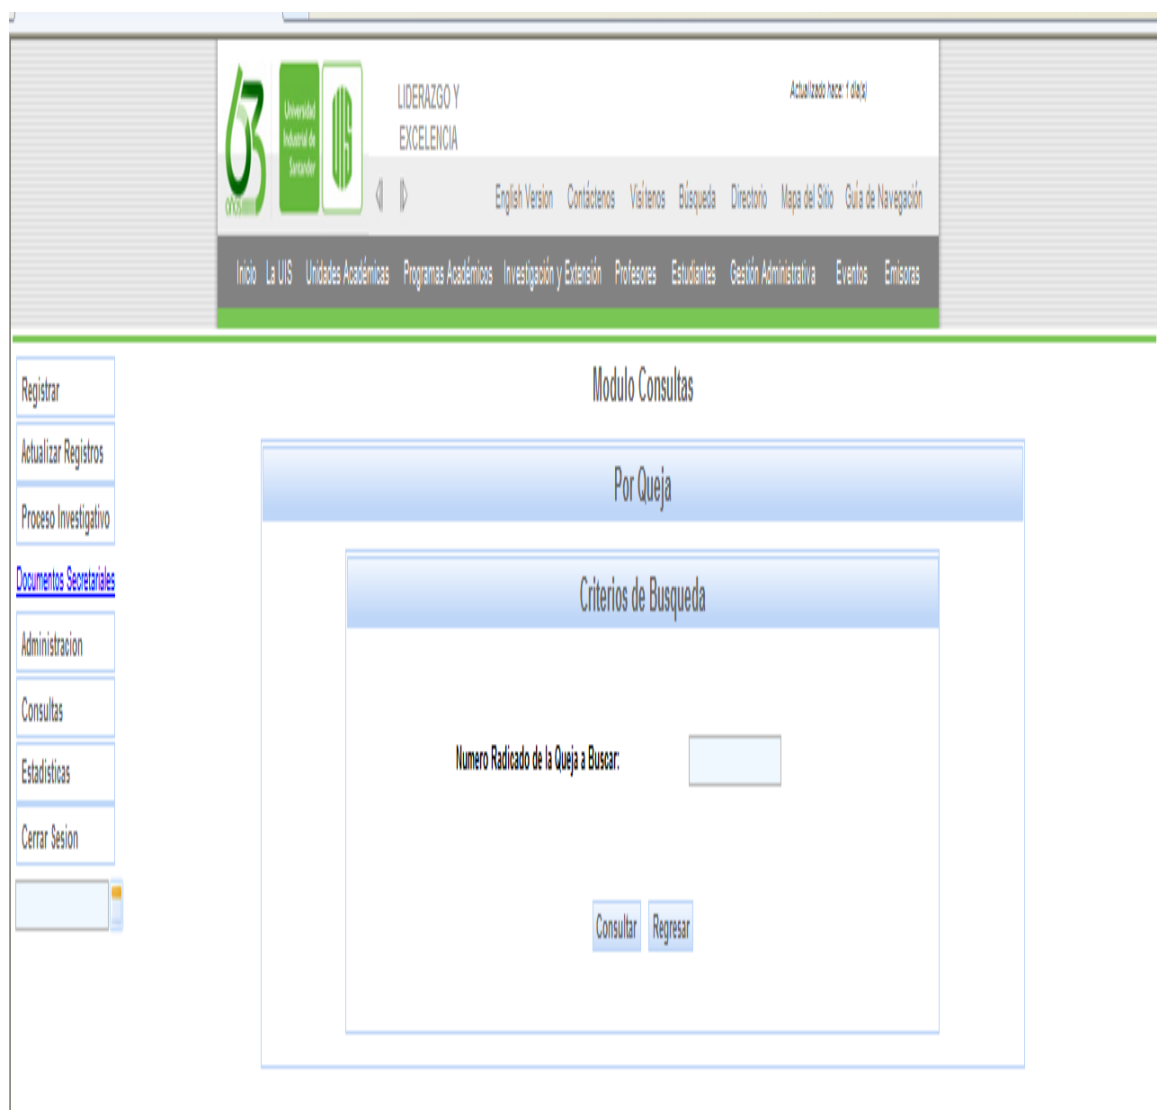 63
años
Universidad
Industrial de
Santander
UIS
LIDERAZGO Y
EXCELENCIA
Actualizado hace: 1 día(s)
English Version Contáctenos Visítenos Búsqueda Directorio Mapa del Sitio Guía de Navegación
Inicio La UIS Unidades Académicas Programas Académicos Investigación y Extensión Profesores Estudiantes Gestión Administrativa Eventos Emisoras
Registrar
Actualizar Registros
Proceso Investigativo
Documentos Secretariales
Administracion
Consultas
Estadisticas
Cerrar Sesion
Modulo Consultas
Por Queja
Criterios de Busqueda
Numero Radicado de la Queja a Buscar:
Consultar Regresar